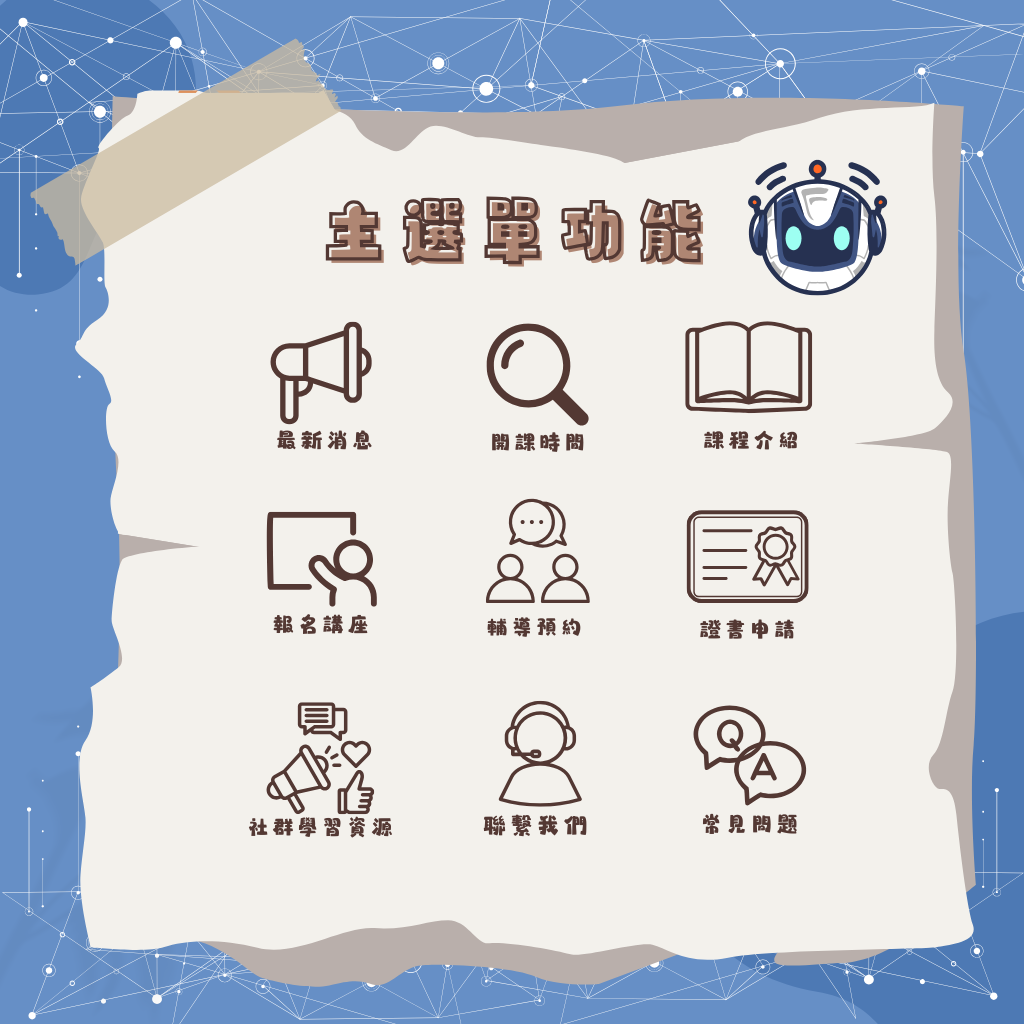 主選單功能
最新消息
開課時間
課程介紹
報名講座
輔導預約
證書申請
社群學習資源
聯繫我們
Q
A
常見問題